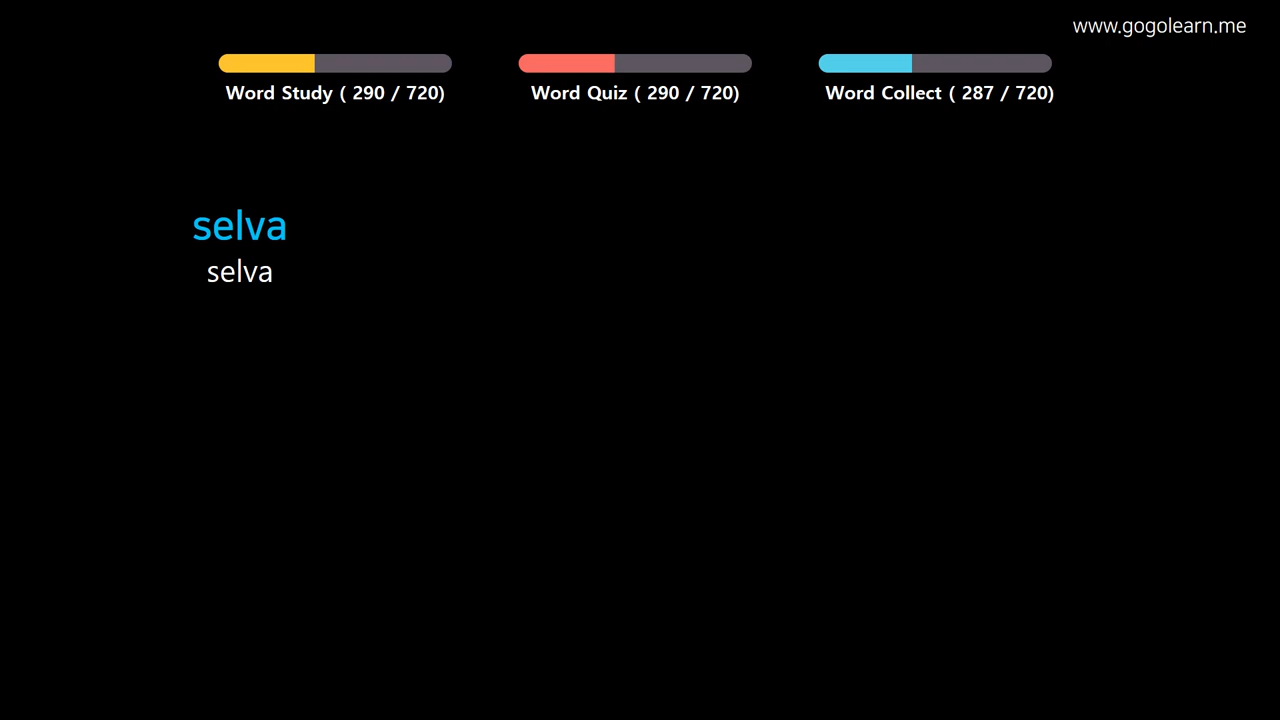 www.gogolearn.me
Word Study ( 290 / 720)
Word Quiz ( 290 / 720)
Word Collect ( 287 / 720)
selva
selva